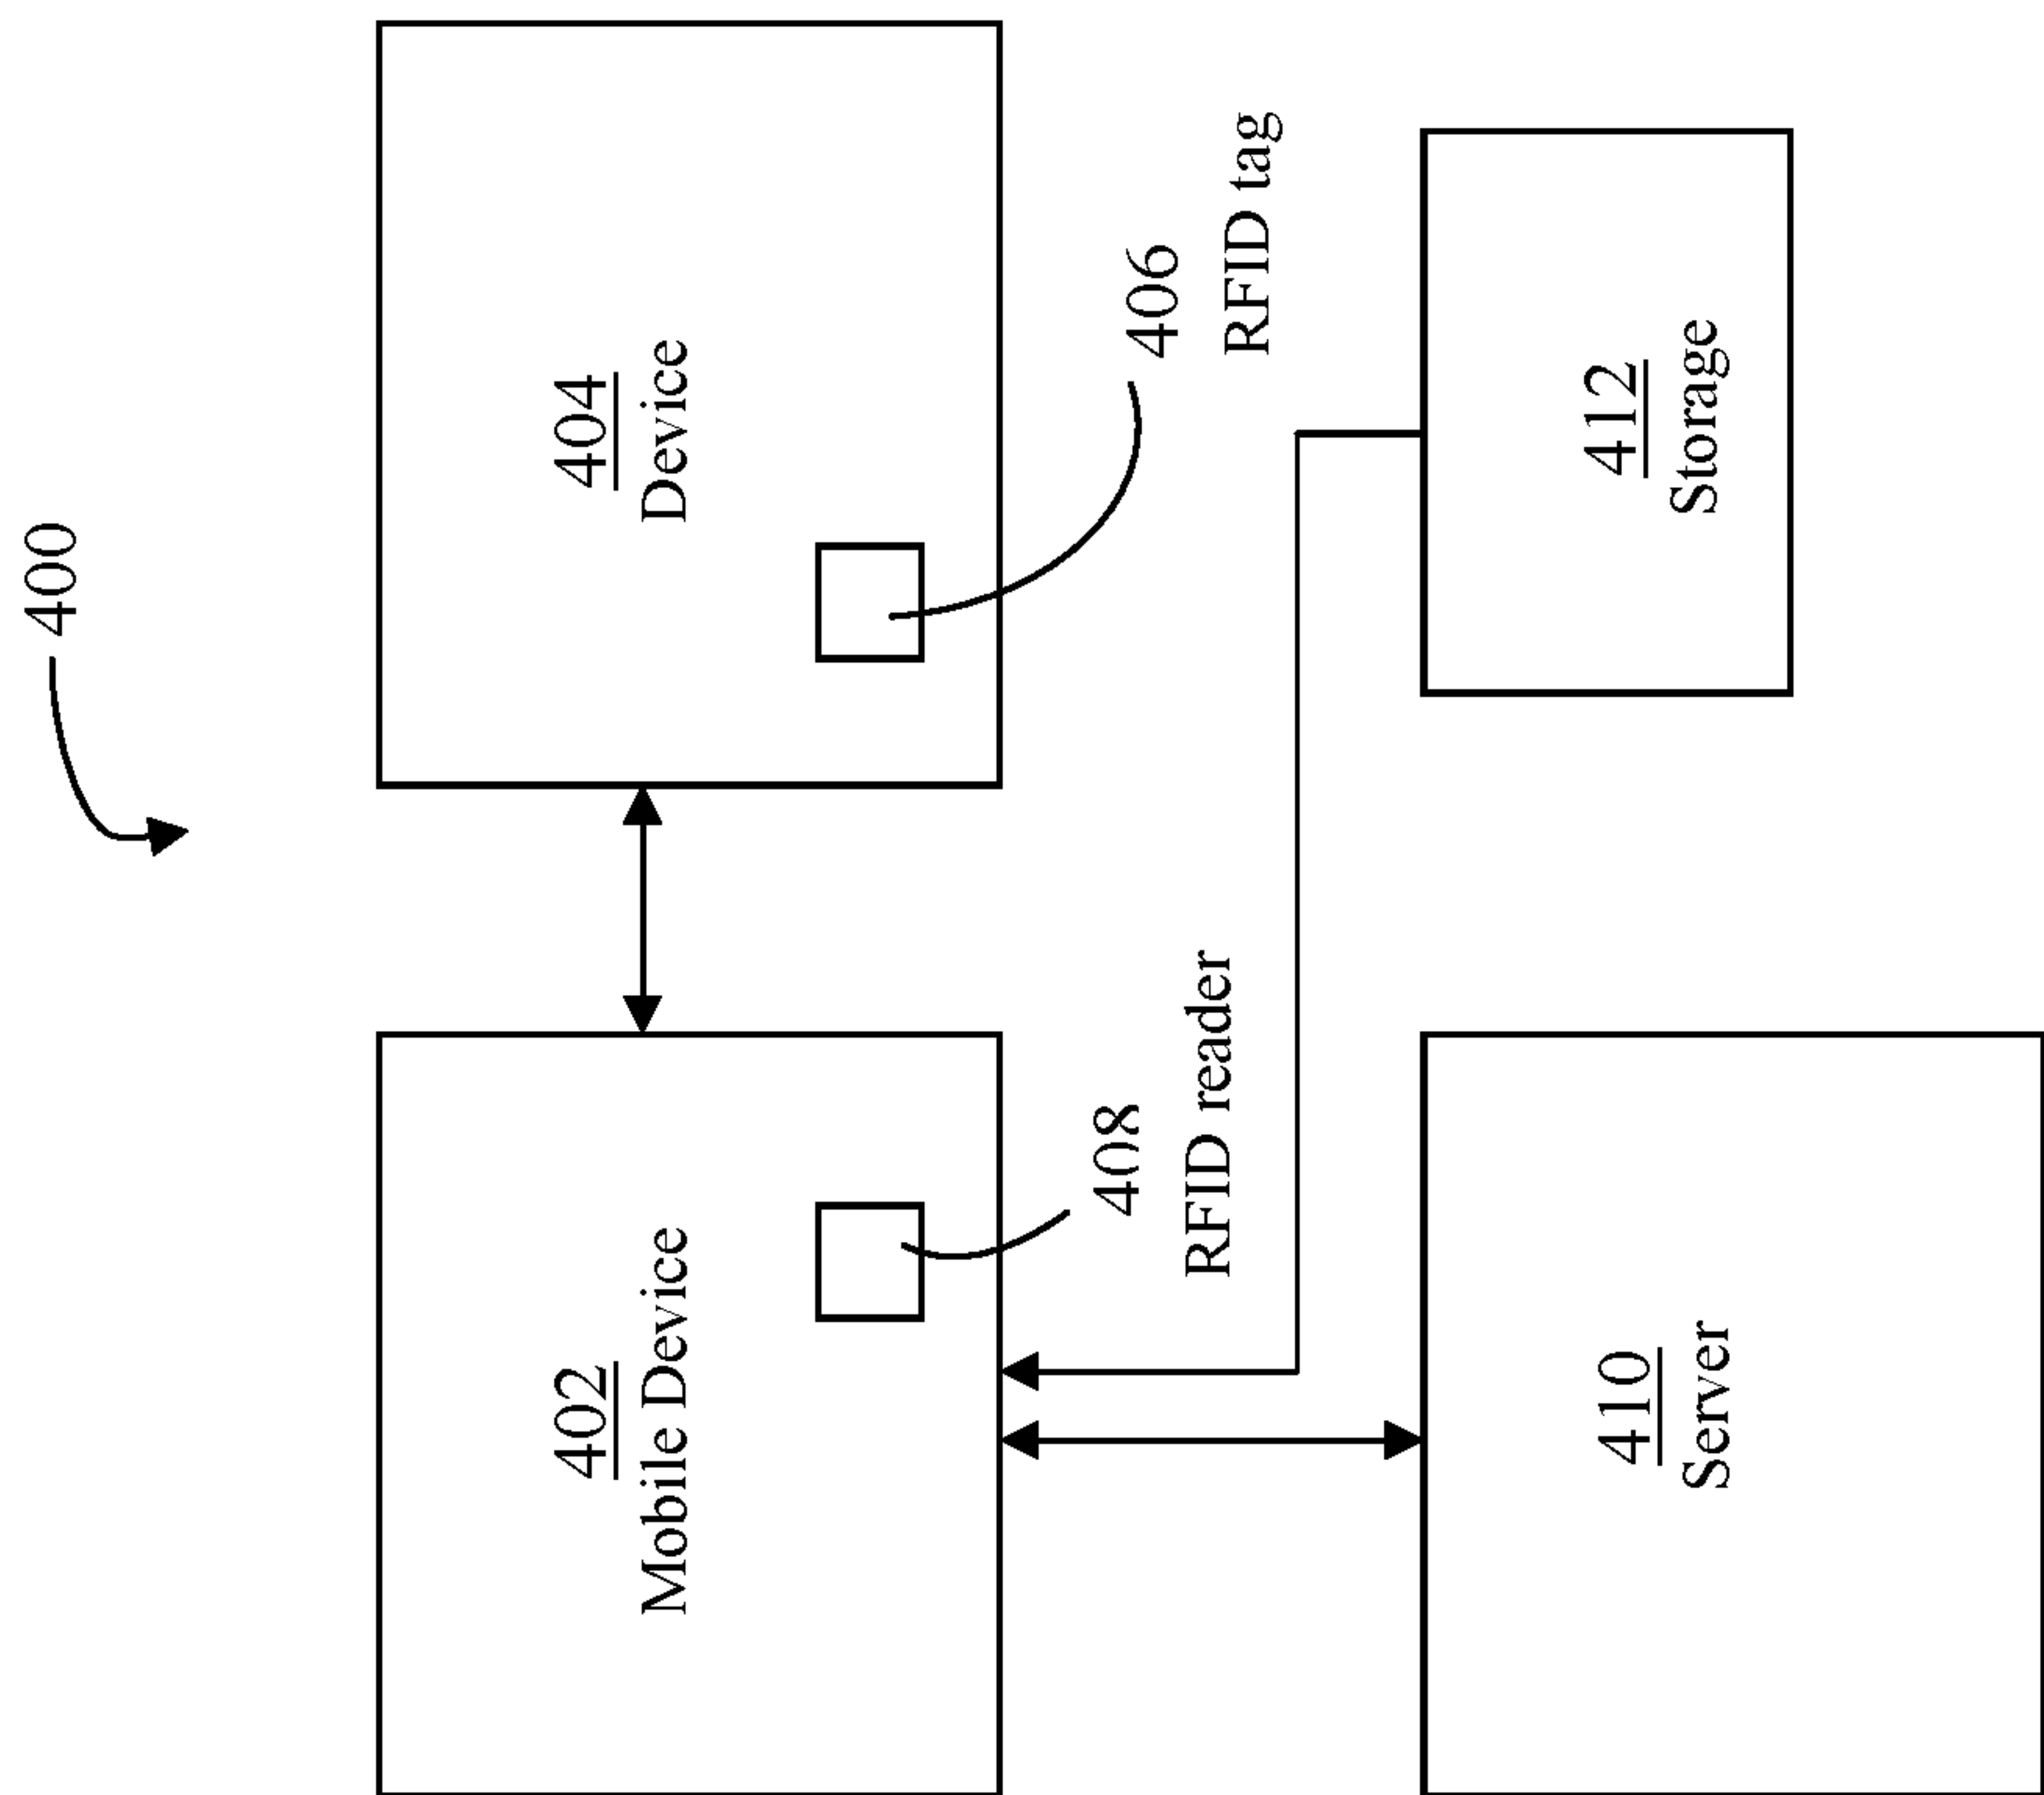 400
402
Mobile Device
404
Device
408
RFID reader
406
RFID tag
410
Server
412
Storage